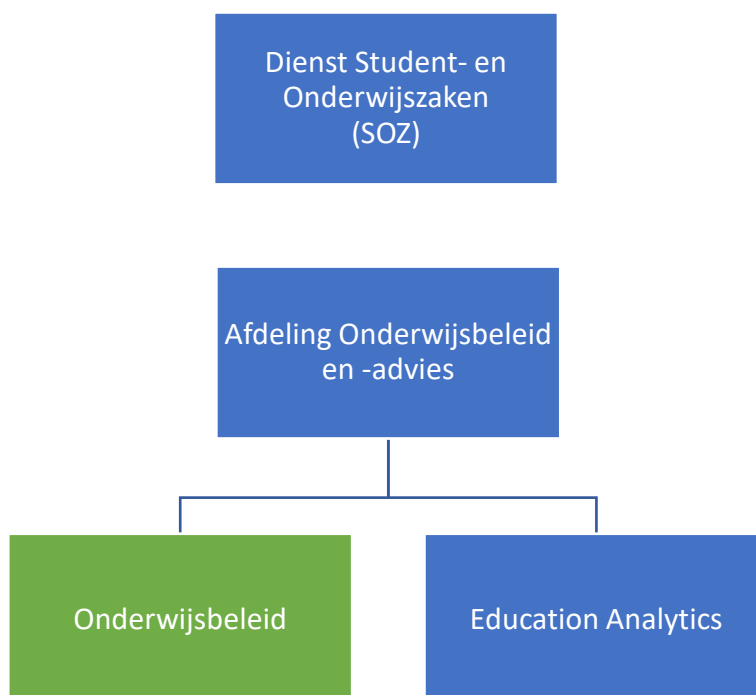 Dienst Student- en
Onderwijszaken
(SOZ)
Afdeling Onderwijsbeleid
en -advies
Onderwijsbeleid
Education Analytics